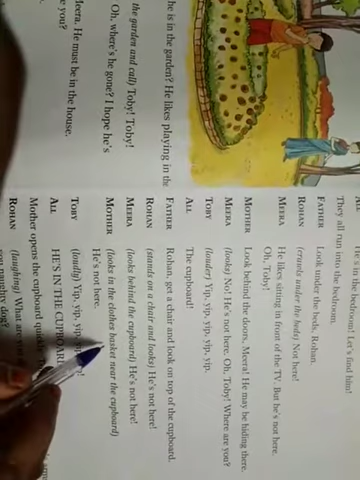 he is in the garden? He likes playing in the
the garden and call) Toby! Toby!
Oh, where's he gone? I hope he's
Meera. He must be in the house.
e you?
ALL He's in the bedroom! Let's find him!
They all run into the bedroom.
FATHER Look under the beds, Rohan.
ROHAN (crawls under the beds) Not here!
MEERA He likes sitting in front of the TV. But he's not here.
Oh, Toby!
MOTHER Look behind the doors, Meera! He may be hiding there.
MEERA (looks) No! He's not here. Oh, Toby! Where are you?
TOBY (louder) Yip, yip, yip, yip, yip.
ALL The cupboard!
FATHER Rohan, get a chair and look on top of the cupboard.
ROHAN (stands on a chair and looks) He's not here!
MEERA (looks behind the cupboard) He's not here!
MOTHER (looks in the clothes basket near the cupboard)
He's not here.
TOBY (loudly) Yip, yip, yip,
ALL HE'S IN THE CUPBOARD
Mother opens the cupboard
ROHAN (laughing) What are
you naughty dog?